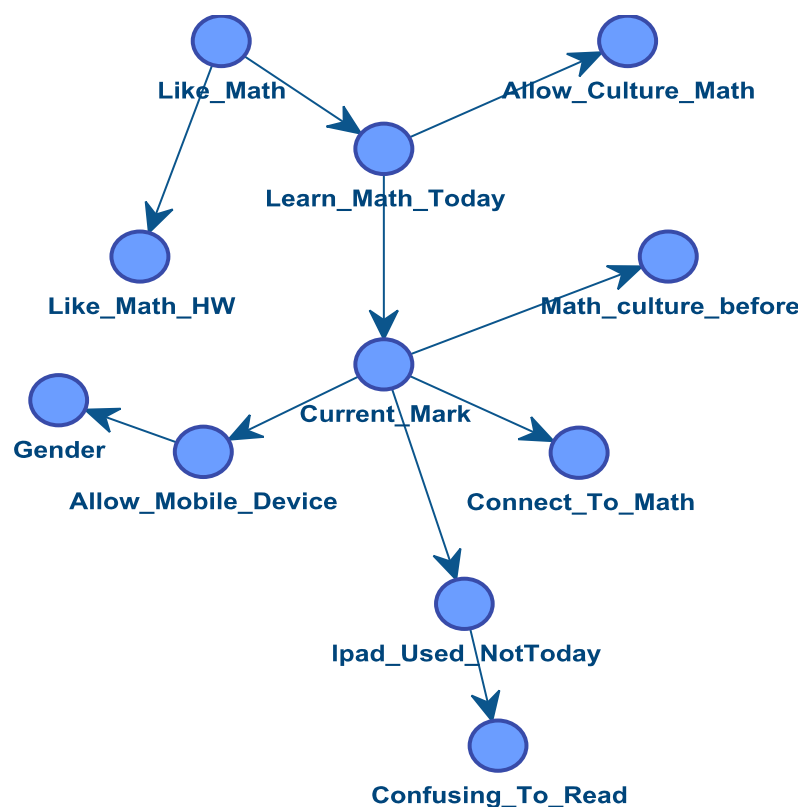 Like_Math
Allow_Culture_Math
Learn_Math_Today
Like_Math_HW
Math_culture_before
Current_Mark
Gender
Allow_Mobile_Device
Connect_To_Math
Ipad_Used_NotToday
Confusing_To_Read